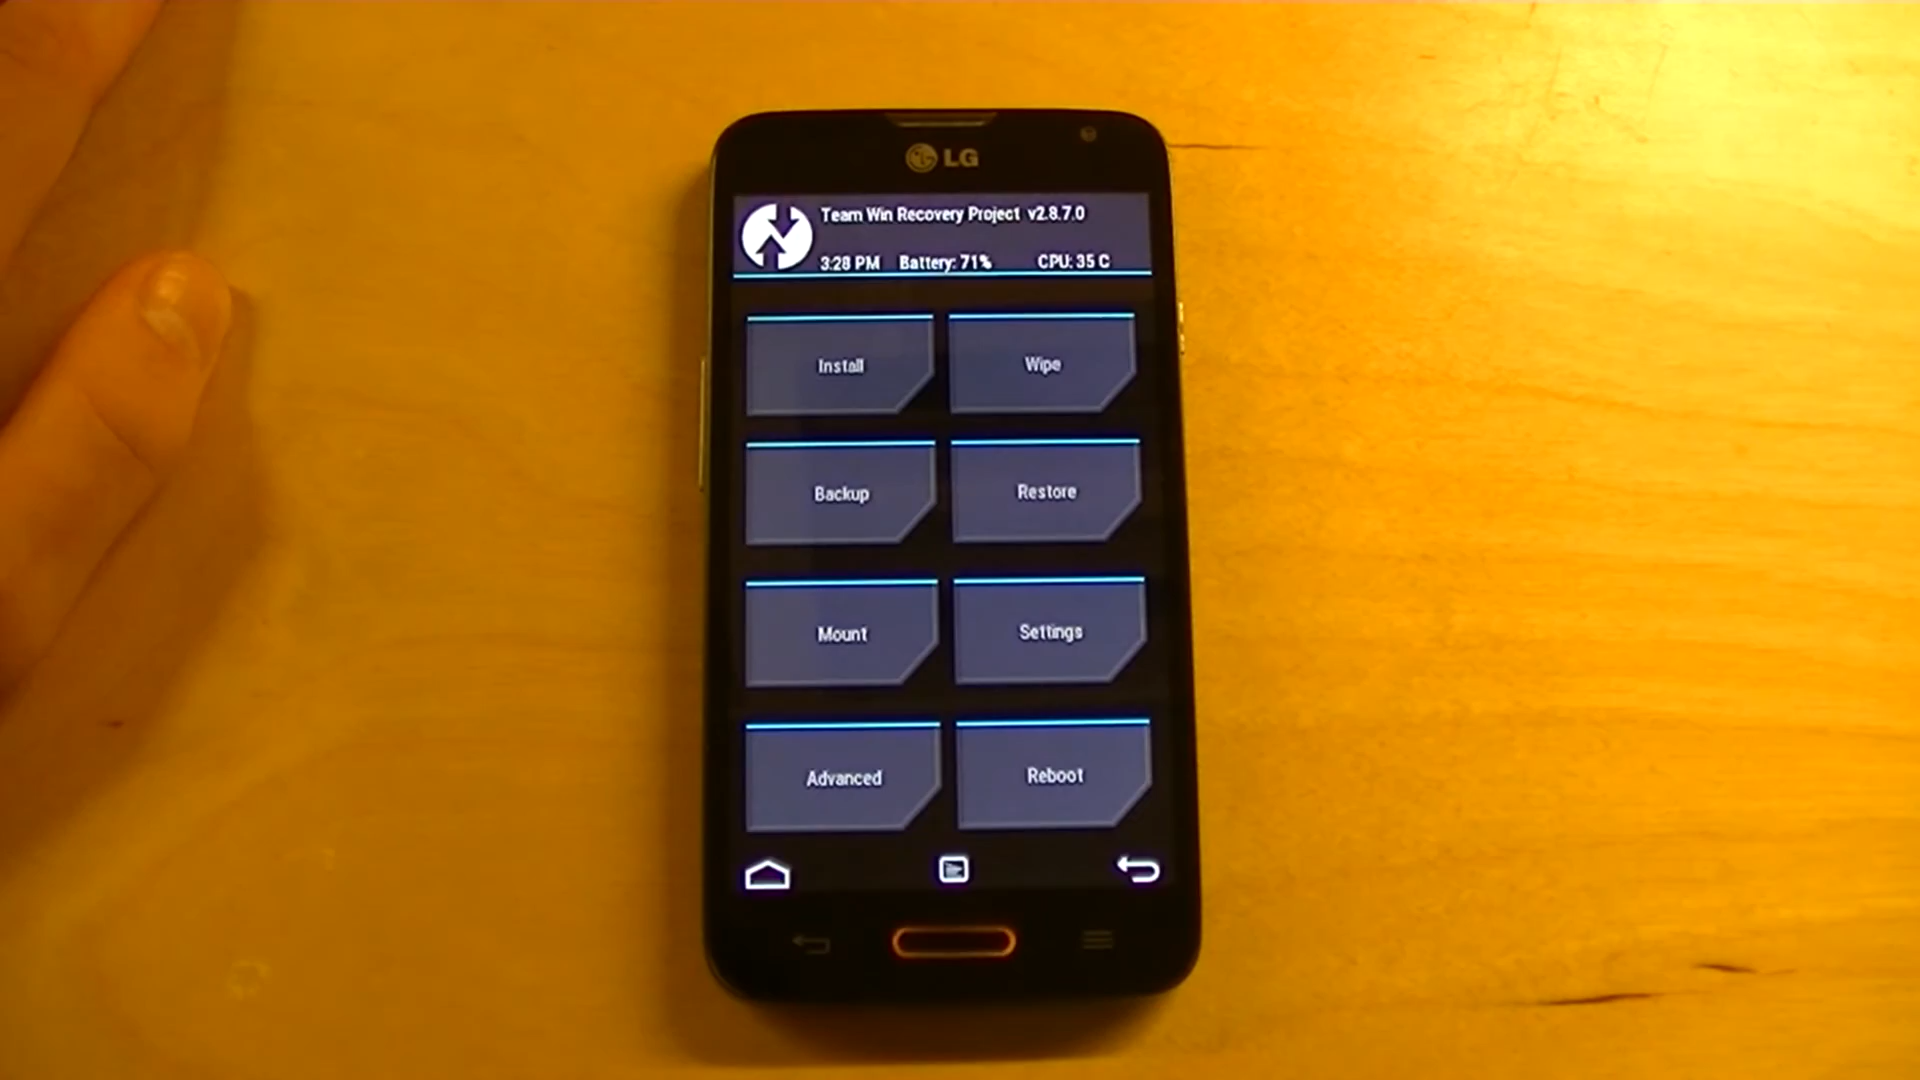 LG
Team Win Recovery Project v2.8.7.0
3:28 PM Battery: 71% CPU: 35 C
Install Wipe
Backup Restore
Mount Settings
Advanced Reboot